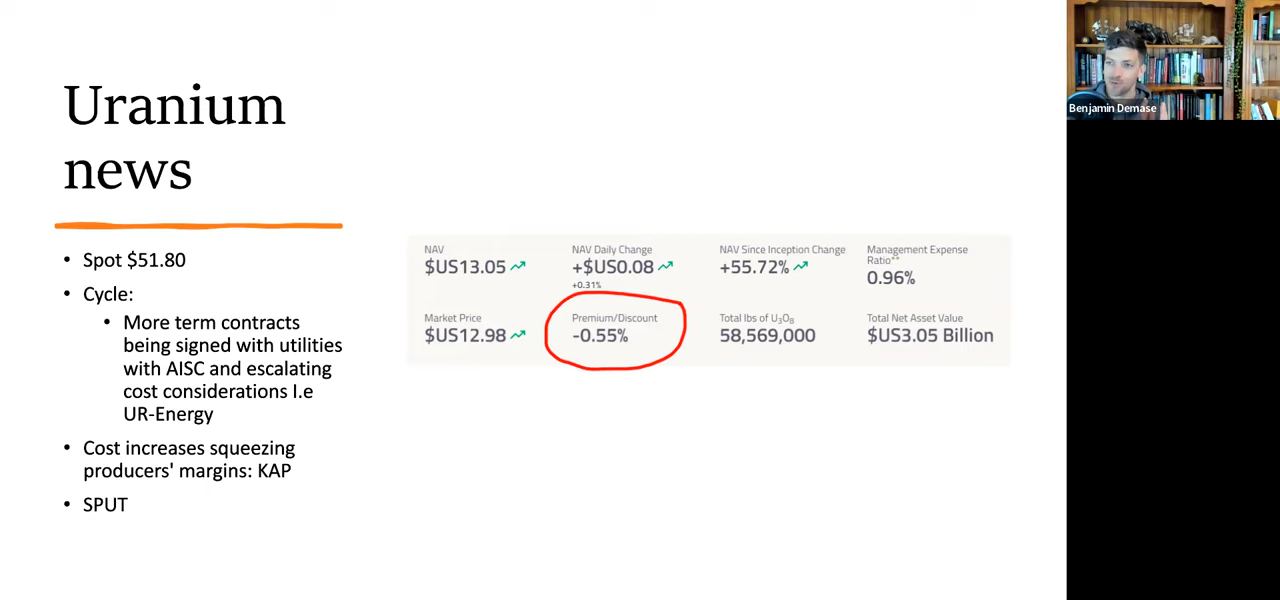 Uranium
news
• Spot $51.80
• Cycle:
• More term contracts
being signed with utilities
with AISC and escalating
cost considerations I.e
UR-Energy
• Cost increases squeezing
producers' margins: KAP
• SPUT
NAV
$US13.05
NAV Daily Change
+$US0.08
+0.31%
NAV Since Inception Change
+55.72%
Management Expense
Ratio**
0.96%
Market Price
$US12.98
Premium/Discount
-0.55%
Total lbs of U₃O₈
58,569,000
Total Net Asset Value
$US3.05 Billion
Benjamin Demase